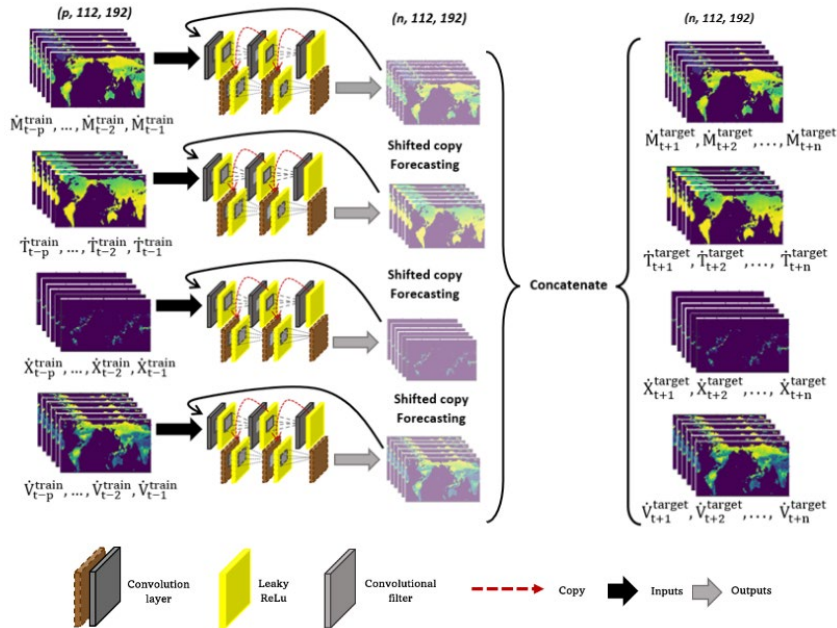 (p, 112, 192)
(n, 112, 192)
(n, 112, 192)
Ṁ^train_t−p , ..., Ṁ^train_t−2 , Ṁ^train_t−1
Ṁ^target_t+1 , Ṁ^target_t+2 , ..., Ṁ^target_t+n
Shifted copy
Forecasting
Ṫ^train_t−p , ..., Ṫ^train_t−2 , Ṫ^train_t−1
Ṫ^target_t+1 , Ṫ^target_t+2 , ..., Ṫ^target_t+n
Shifted copy
Forecasting
Concatenate
Ẋ^train_t−p , ..., Ẋ^train_t−2 , Ẋ^train_t−1
Ẋ^target_t+1 , Ẋ^target_t+2 , ..., Ẋ^target_t+n
Shifted copy
Forecasting
V̇^train_t−p , ..., V̇^train_t−2 , V̇^train_t−1
V̇^target_t+1 , V̇^target_t+2 , ..., V̇^target_t+n
Convolution
layer
Leaky
ReLu
Convolutional
filter
Copy
Inputs
Outputs